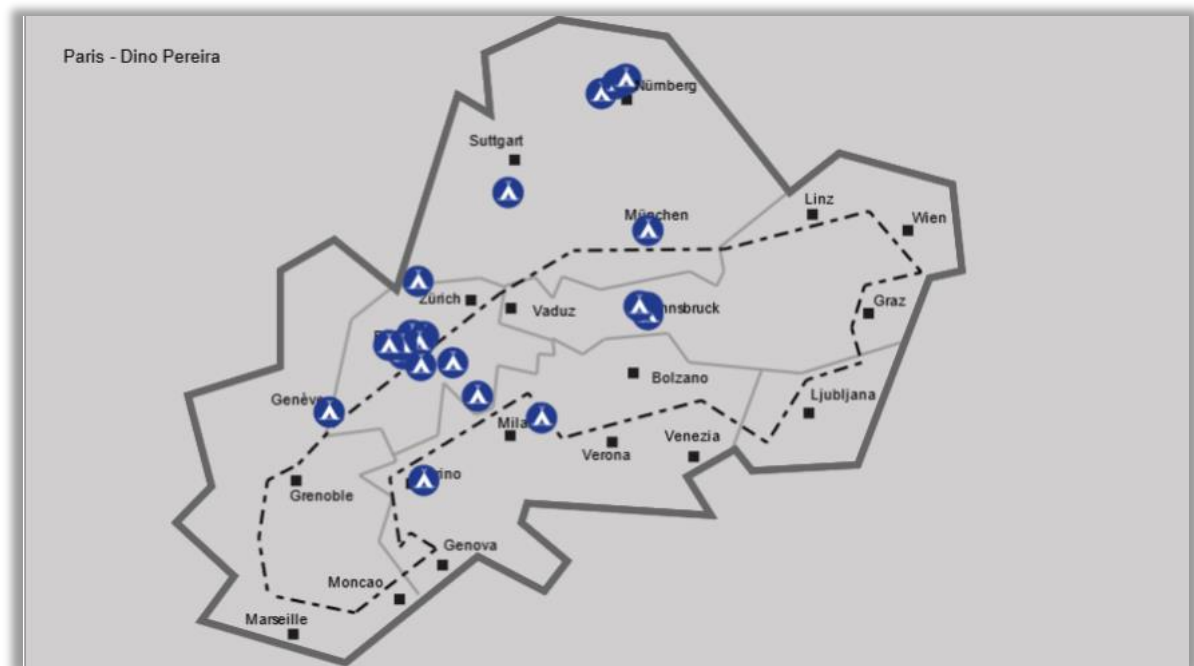 Paris - Dino Pereira
Nürnberg
Suttgart
Linz
München
Wien
Zürich
Vaduz
Graz
Bolzano
Genève
Ljubljana
Venezia
Verona
Grenoble
Genova
Moncao
Marseille